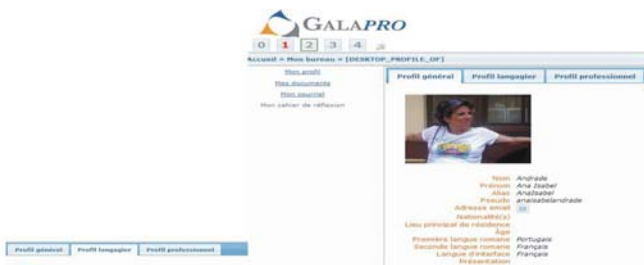 GALAPRO
0 1 2 3 4
Accueil » Mon bureau » [DESKTOP_PROFILE_OF]
Mon profil
Mes documents
Mon courriel
Mon cahier de réflexion
Profil général Profil langagier Profil professionnel
Nom Andrade
Prénom Ana Isabel
Alias AnaIsabel
Pseudo anaisabelandrade
Adresse email
Nationalité(s)
Lieu principal de résidence
Âge
Première langue romane Portugais
Seconde langue romane Français
Langue d'interface Français
Présentation
Profil général Profil langagier Profil professionnel